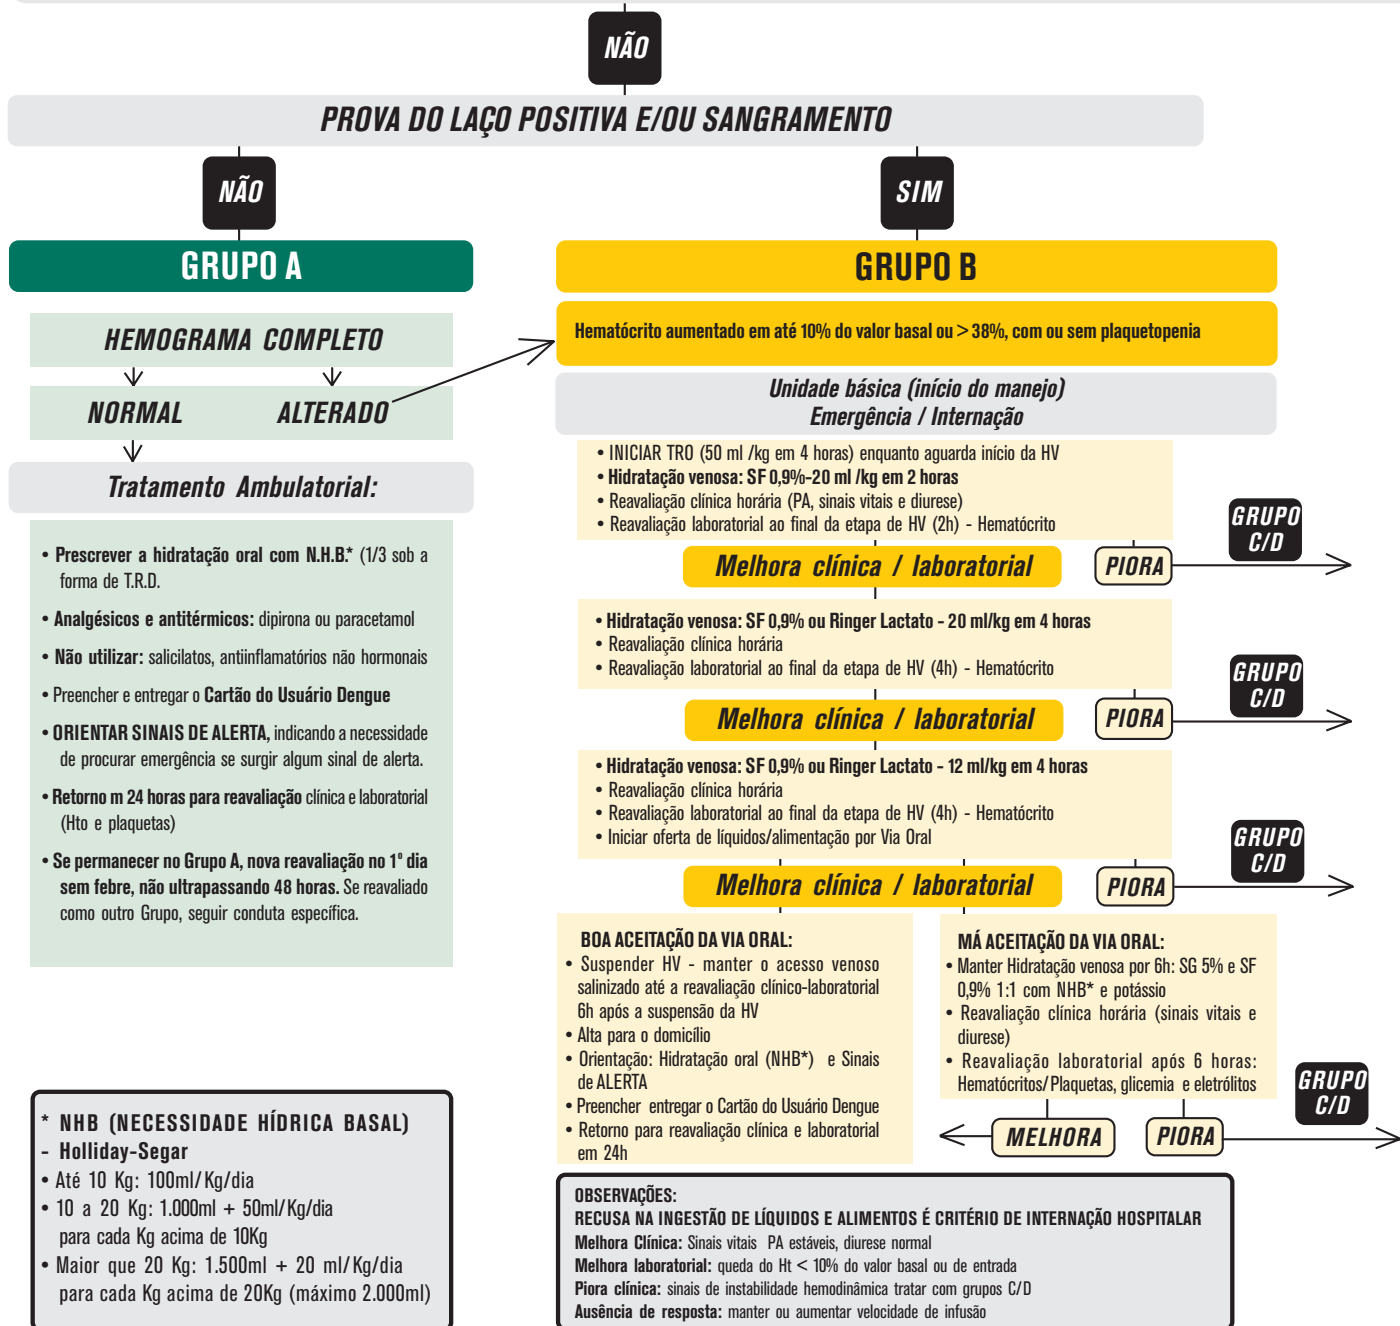 NÃO
PROVA DO LAÇO POSITIVA E/OU SANGRAMENTO
NÃO
SIM
GRUPO A
HEMOGRAMA COMPLETO
NORMAL
ALTERADO
Tratamento Ambulatorial:
• Prescrever a hidratação oral com N.H.B.* (1/3 sob a
forma de T.R.D.
• Analgésicos e antitérmicos: dipirona ou paracetamol
• Não utilizar: salicilatos, antiinflamatórios não hormonais
• Preencher e entregar o Cartão do Usuário Dengue
• ORIENTAR SINAIS DE ALERTA, indicando a necessidade
de procurar emergência se surgir algum sinal de alerta.
• Retorno m 24 horas para reavaliação clínica e laboratorial
(Hto e plaquetas)
• Se permanecer no Grupo A, nova reavaliação no 1º dia
sem febre, não ultrapassando 48 horas. Se reavaliado
como outro Grupo, seguir conduta específica.
* NHB (NECESSIDADE HÍDRICA BASAL)
- Holliday-Segar
• Até 10 Kg: 100ml/Kg/dia
• 10 a 20 Kg: 1.000ml + 50ml/Kg/dia
para cada Kg acima de 10Kg
• Maior que 20 Kg: 1.500ml + 20 ml/Kg/dia
para cada Kg acima de 20Kg (máximo 2.000ml)
GRUPO B
Hematócrito aumentado em até 10% do valor basal ou > 38%, com ou sem plaquetopenia
Unidade básica (início do manejo)
Emergência / Internação
• INICIAR TRO (50 ml /kg em 4 horas) enquanto aguarda início da HV
• Hidratação venosa: SF 0,9%-20 ml /kg em 2 horas
• Reavaliação clínica horária (PA, sinais vitais e diurese)
• Reavaliação laboratorial ao final da etapa de HV (2h) - Hematócrito
Melhora clínica / laboratorial
PIORA
GRUPO
C/D
• Hidratação venosa: SF 0,9% ou Ringer Lactato - 20 ml/kg em 4 horas
• Reavaliação clínica horária
• Reavaliação laboratorial ao final da etapa de HV (4h) - Hematócrito
Melhora clínica / laboratorial
PIORA
GRUPO
C/D
• Hidratação venosa: SF 0,9% ou Ringer Lactato - 12 ml/kg em 4 horas
• Reavaliação clínica horária
• Reavaliação laboratorial ao final da etapa de HV (4h) - Hematócrito
• Iniciar oferta de líquidos/alimentação por Via Oral
Melhora clínica / laboratorial
PIORA
GRUPO
C/D
BOA ACEITAÇÃO DA VIA ORAL:
• Suspender HV - manter o acesso venoso
salinizado até a reavaliação clínico-laboratorial
6h após a suspensão da HV
• Alta para o domicílio
• Orientação: Hidratação oral (NHB*) e Sinais
de ALERTA
• Preencher entregar o Cartão do Usuário Dengue
• Retorno para reavaliação clínica e laboratorial
em 24h
MÁ ACEITAÇÃO DA VIA ORAL:
• Manter Hidratação venosa por 6h: SG 5% e SF
0,9% 1:1 com NHB* e potássio
• Reavaliação clínica horária (sinais vitais e
diurese)
• Reavaliação laboratorial após 6 horas:
Hematócritos/Plaquetas, glicemia e eletrólitos
MELHORA
PIORA
GRUPO
C/D
OBSERVAÇÕES:
RECUSA NA INGESTÃO DE LÍQUIDOS E ALIMENTOS É CRITÉRIO DE INTERNAÇÃO HOSPITALAR
Melhora Clínica: Sinais vitais PA estáveis, diurese normal
Melhora laboratorial: queda do Ht < 10% do valor basal ou de entrada
Piora clínica: sinais de instabilidade hemodinâmica tratar com grupos C/D
Ausência de resposta: manter ou aumentar velocidade de infusão